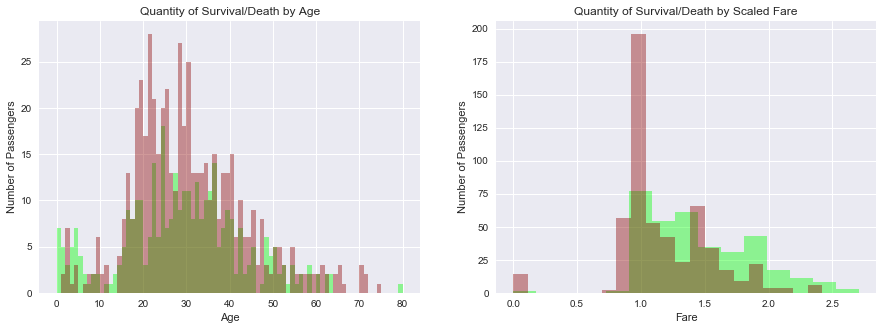 Quantity of Survival/Death by Age
Number of Passengers
25
20
15
10
5
0
0 10 20 30 40 50 60 70 80
Age
Quantity of Survival/Death by Scaled Fare
Number of Passengers
200
175
150
125
100
75
50
25
0
0.0 0.5 1.0 1.5 2.0 2.5
Fare